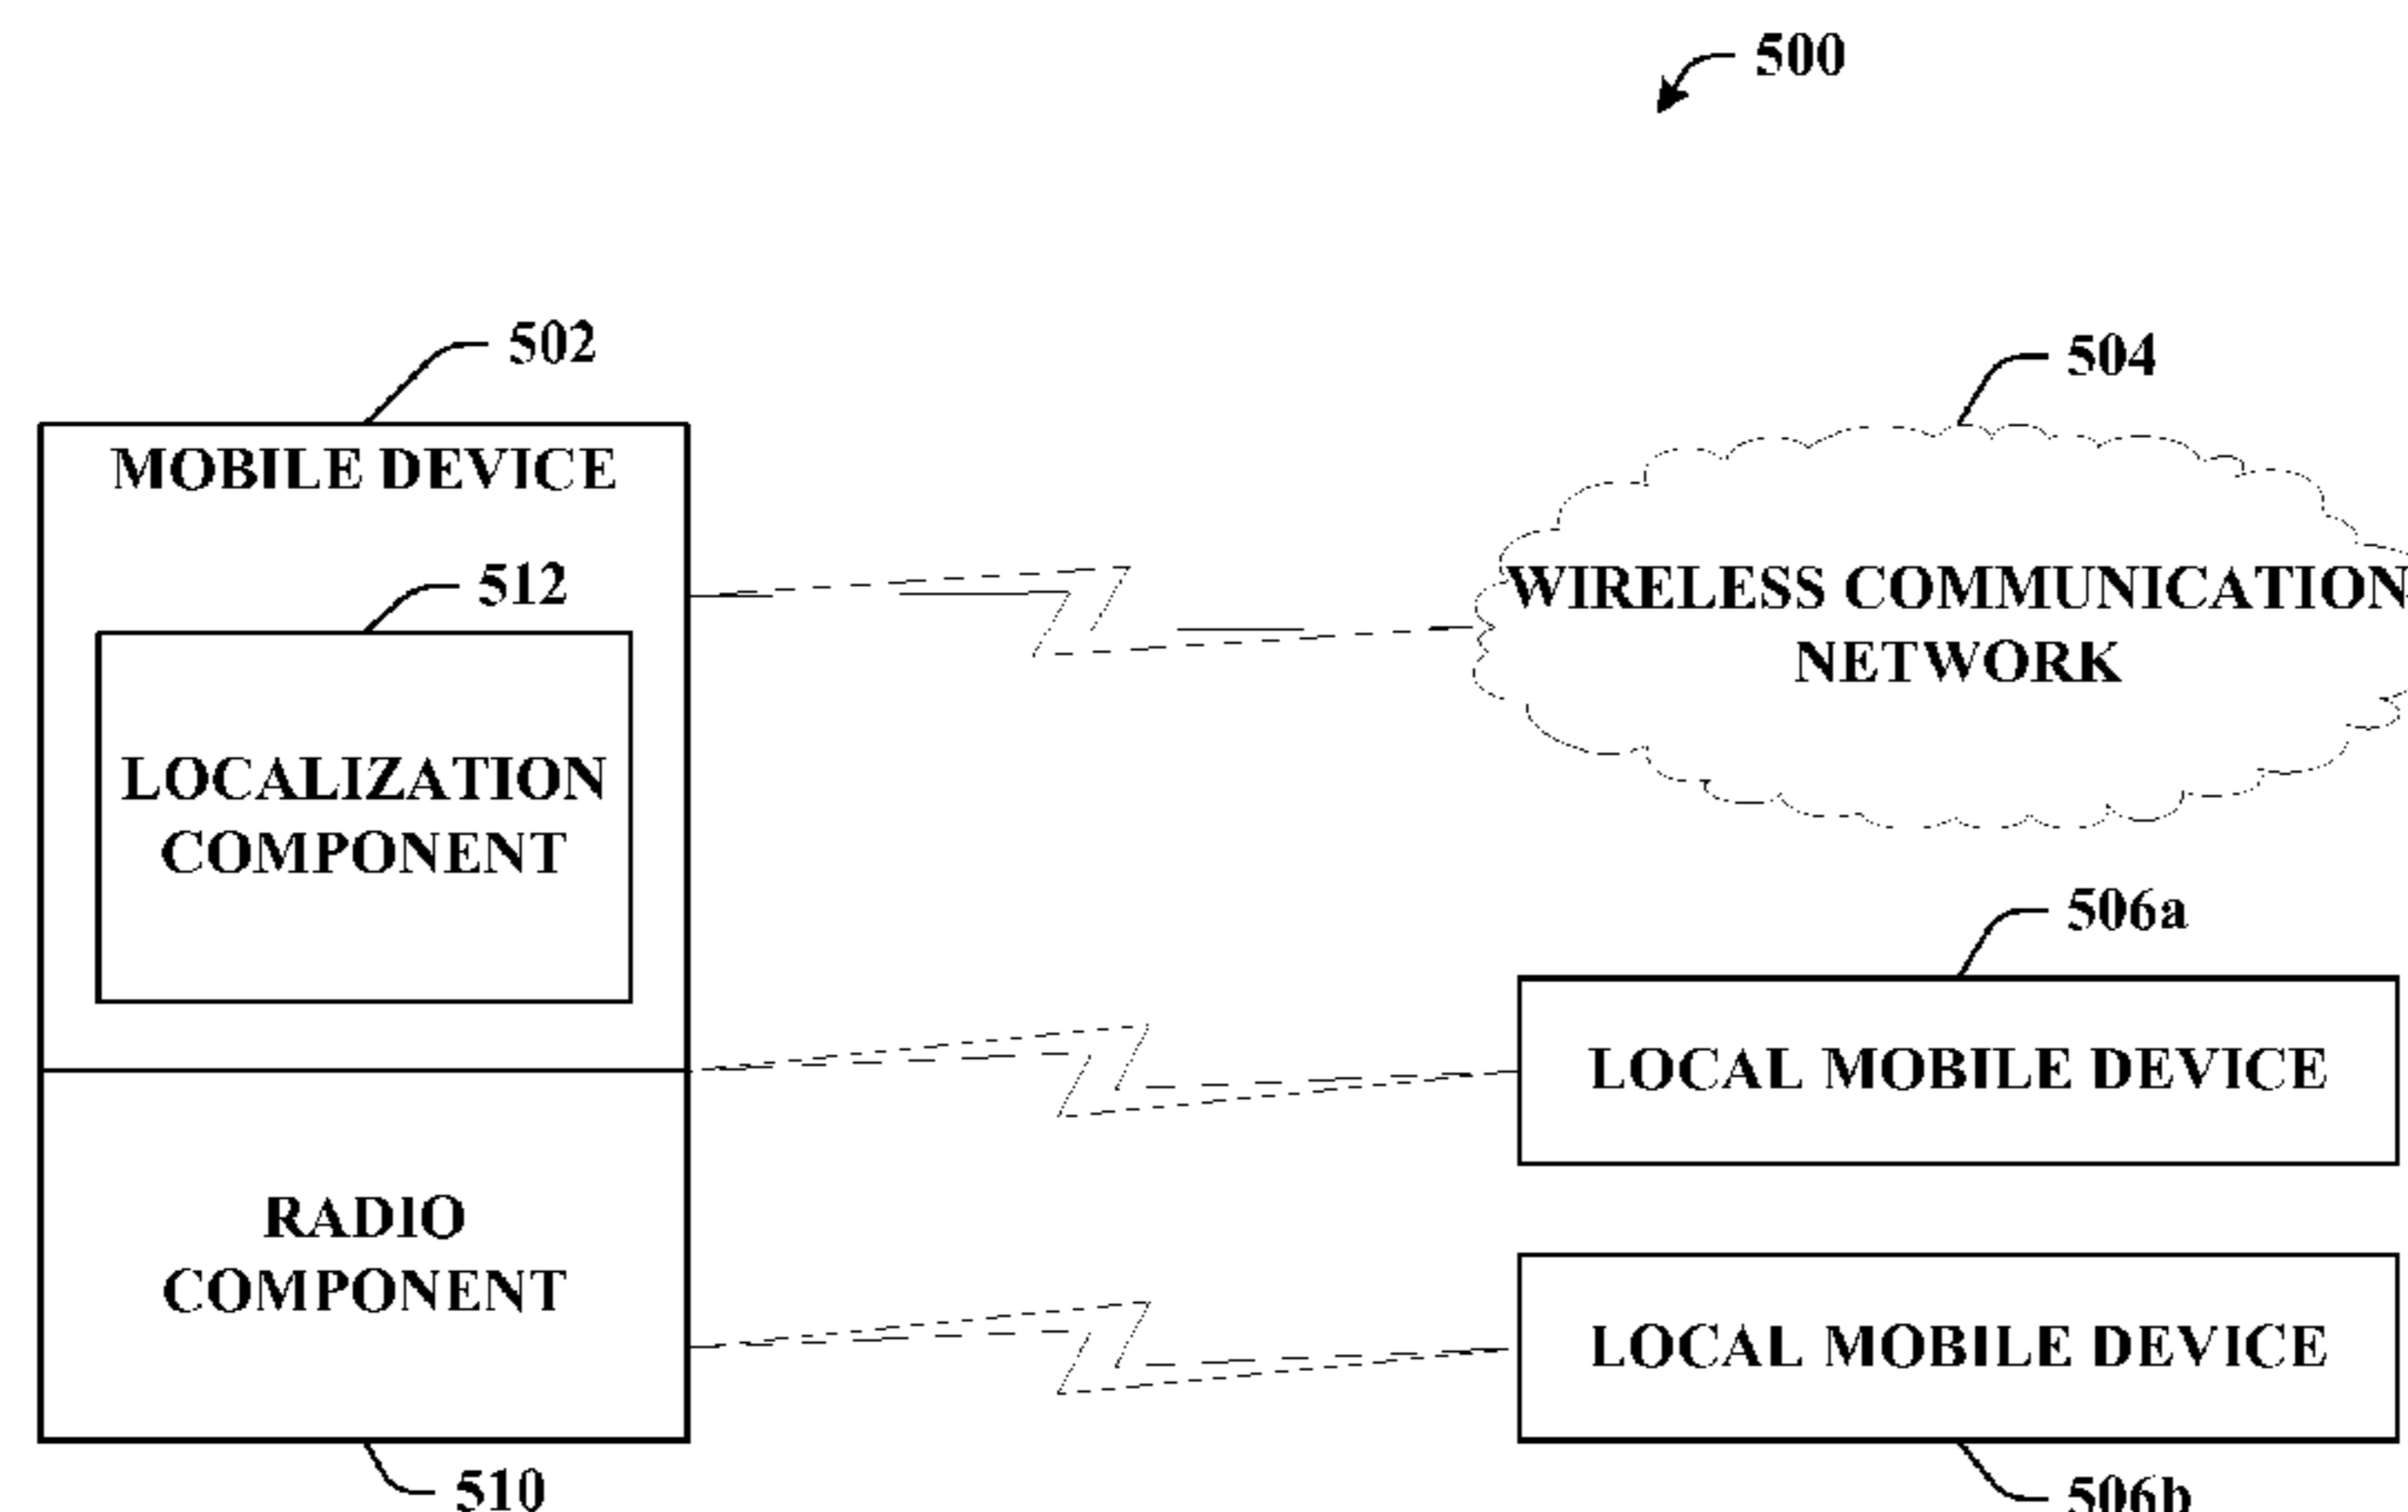 500
502
504
MOBILE DEVICE
512
WIRELESS COMMUNICATION
NETWORK
LOCALIZATION
COMPONENT
506a
LOCAL MOBILE DEVICE
RADIO
COMPONENT
LOCAL MOBILE DEVICE
510
506b